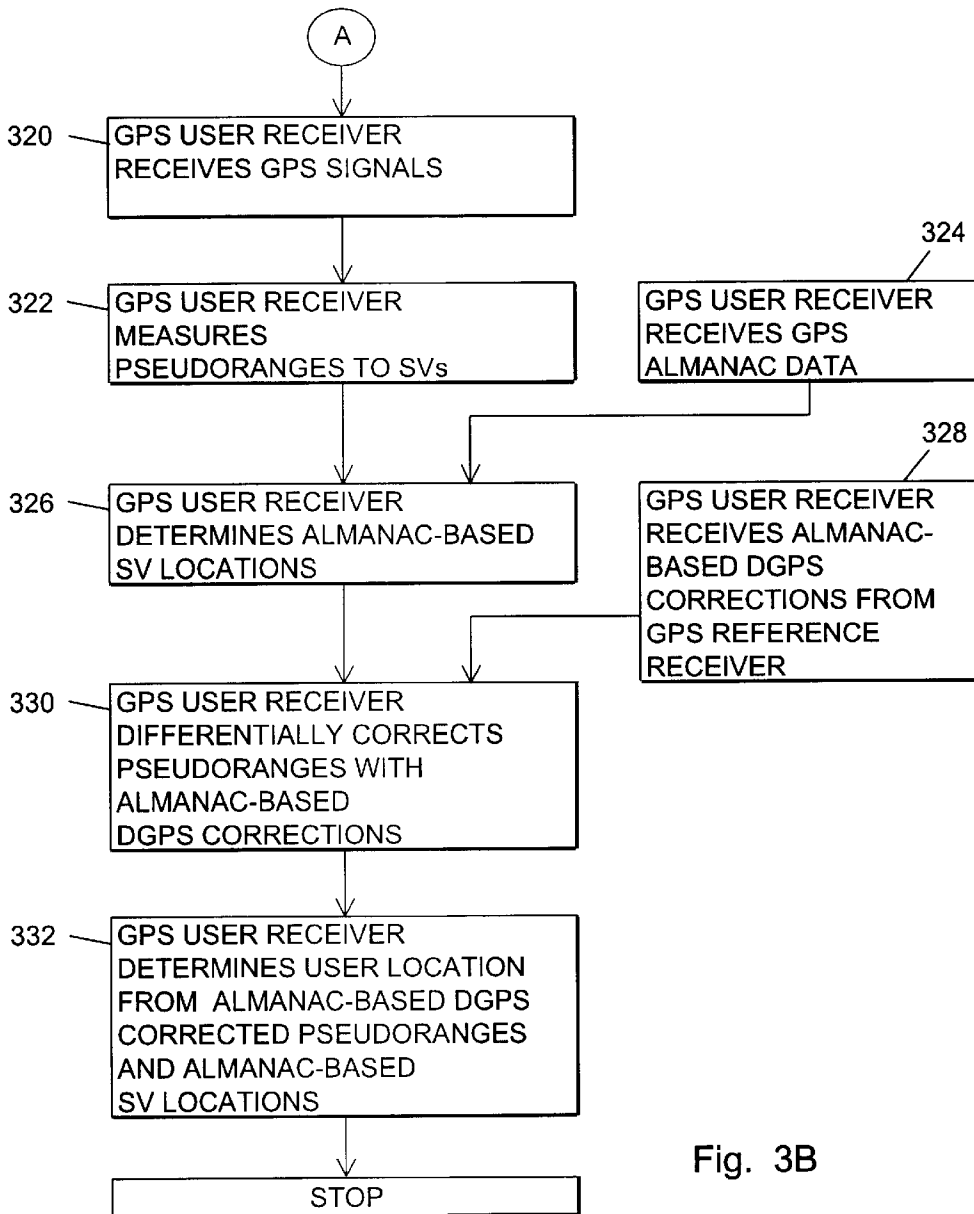 A
320
GPS USER RECEIVER
RECEIVES GPS SIGNALS
322
GPS USER RECEIVER
MEASURES
PSEUDORANGES TO SVs
324
GPS USER RECEIVER
RECEIVES GPS
ALMANAC DATA
326
GPS USER RECEIVER
DETERMINES ALMANAC-BASED
SV LOCATIONS
328
GPS USER RECEIVER
RECEIVES ALMANAC-
BASED DGPS
CORRECTIONS FROM
GPS REFERENCE
RECEIVER
330
GPS USER RECEIVER
DIFFERENTIALLY CORRECTS
PSEUDORANGES WITH
ALMANAC-BASED
DGPS CORRECTIONS
332
GPS USER RECEIVER
DETERMINES USER LOCATION
FROM ALMANAC-BASED DGPS
CORRECTED PSEUDORANGES
AND ALMANAC-BASED
SV LOCATIONS
STOP
Fig. 3B